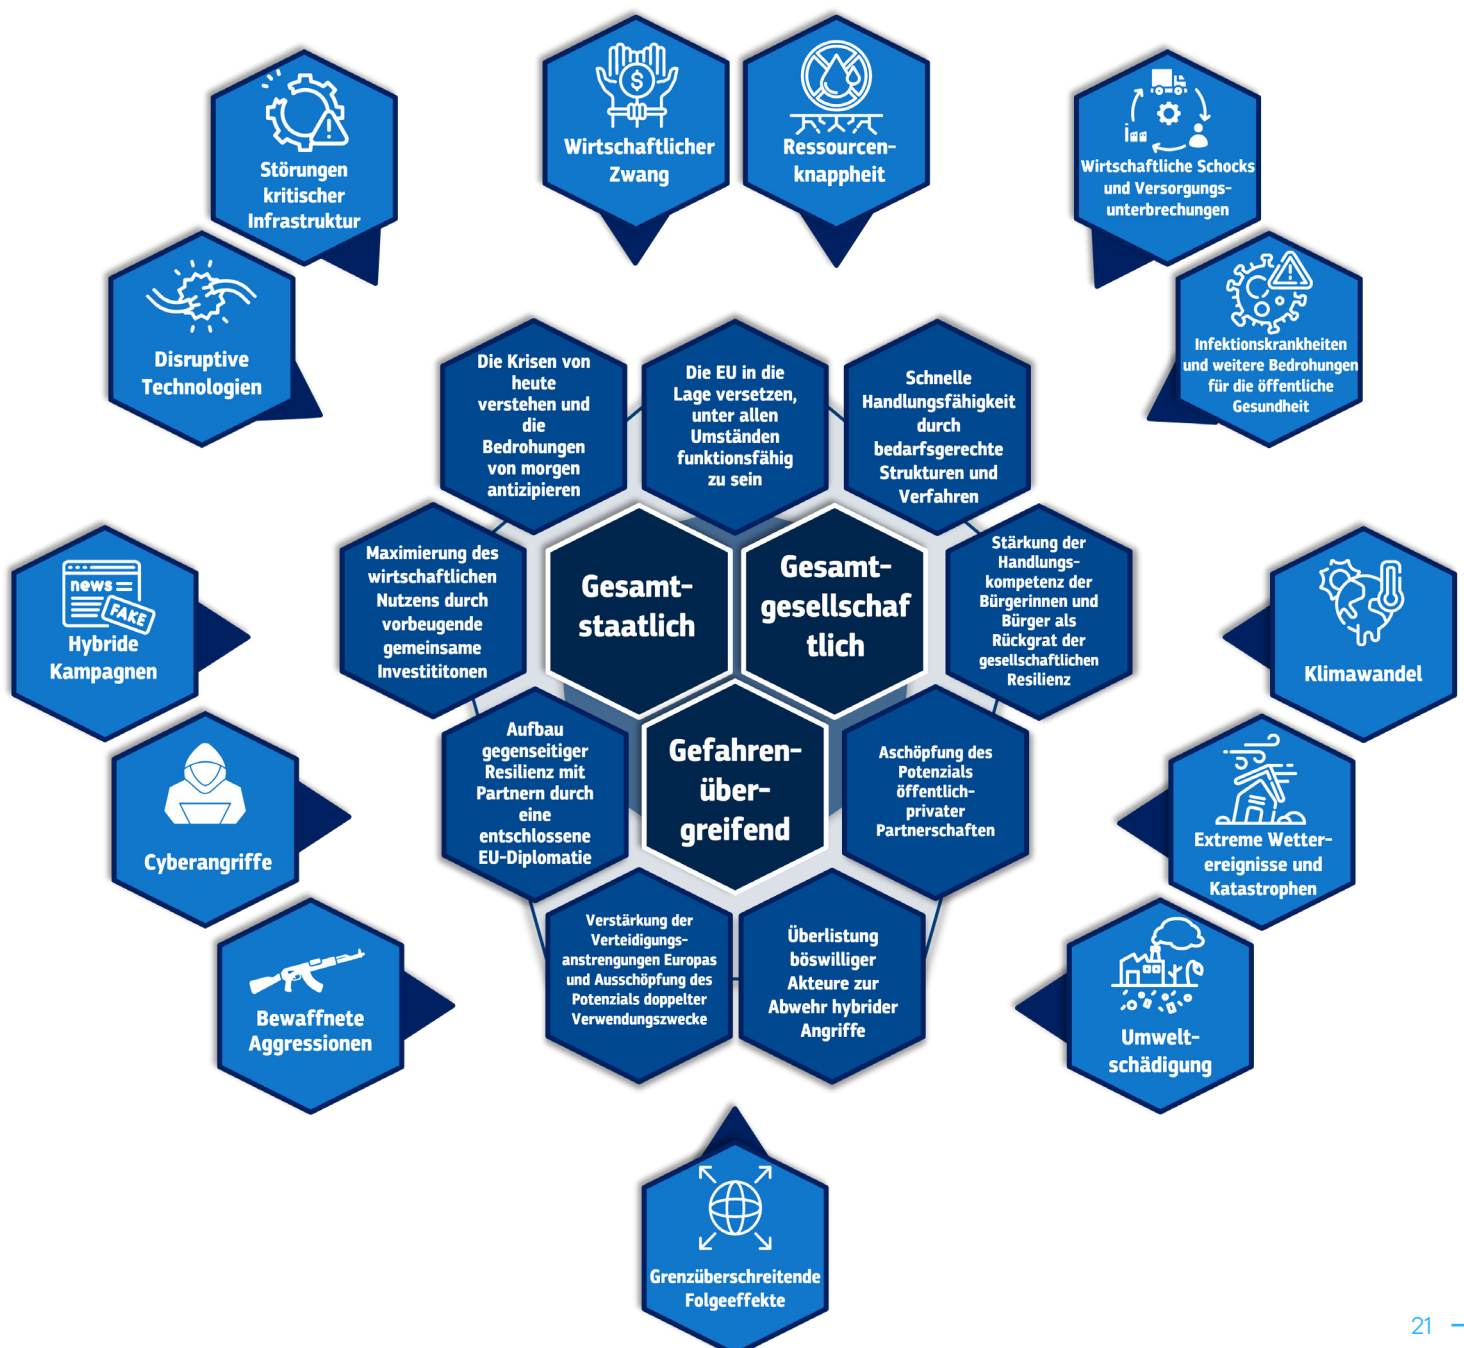 Störungen
kritischer
Infrastruktur
$
Wirtschaftlicher
Zwang
Ressourcen-
knappheit
Wirtschaftliche Schocks
und Versorgungs-
unterbrechungen
Disruptive
Technologien
Infektionskrankheiten
und weitere Bedrohungen
für die öffentliche
Gesundheit
Die Krisen von
heute
verstehen und
die
Bedrohungen
von morgen
antizipieren
Die EU in die
Lage versetzen,
unter allen
Umständen
funktionsfähig
zu sein
Schnelle
Handlungsfähigkeit
durch
bedarfsgerechte
Strukturen und
Verfahren
news
FAKE
Hybride
Kampagnen
Maximierung des
wirtschaftlichen
Nutzens durch
vorbeugende
gemeinsame
Investititonen
Gesamt-
staatlich
Gesamt-
gesellschaf
tlich
Stärkung der
Handlungs-
kompetenz der
Bürgerinnen und
Bürger als
Rückgrat der
gesellschaftlichen
Resilienz
Klimawandel
Cyberangriffe
Aufbau
gegenseitiger
Resilienz mit
Partnern durch
eine
entschlossene
EU-Diplomatie
Gefahren-
über-
greifend
Aschöpfung des
Potenzials
öffentlich-
privater
Partnerschaften
Extreme Wetter-
ereignisse und
Katastrophen
Bewaffnete
Aggressionen
Verstärkung der
Verteidigungs-
anstrengungen Europas
und Ausschöpfung des
Potenzials doppelter
Verwendungszwecke
Überlistung
böswilliger
Akteure zur
Abwehr hybrider
Angriffe
Umwelt-
schädigung
Grenzüberschreitende
Folgeeffekte
21